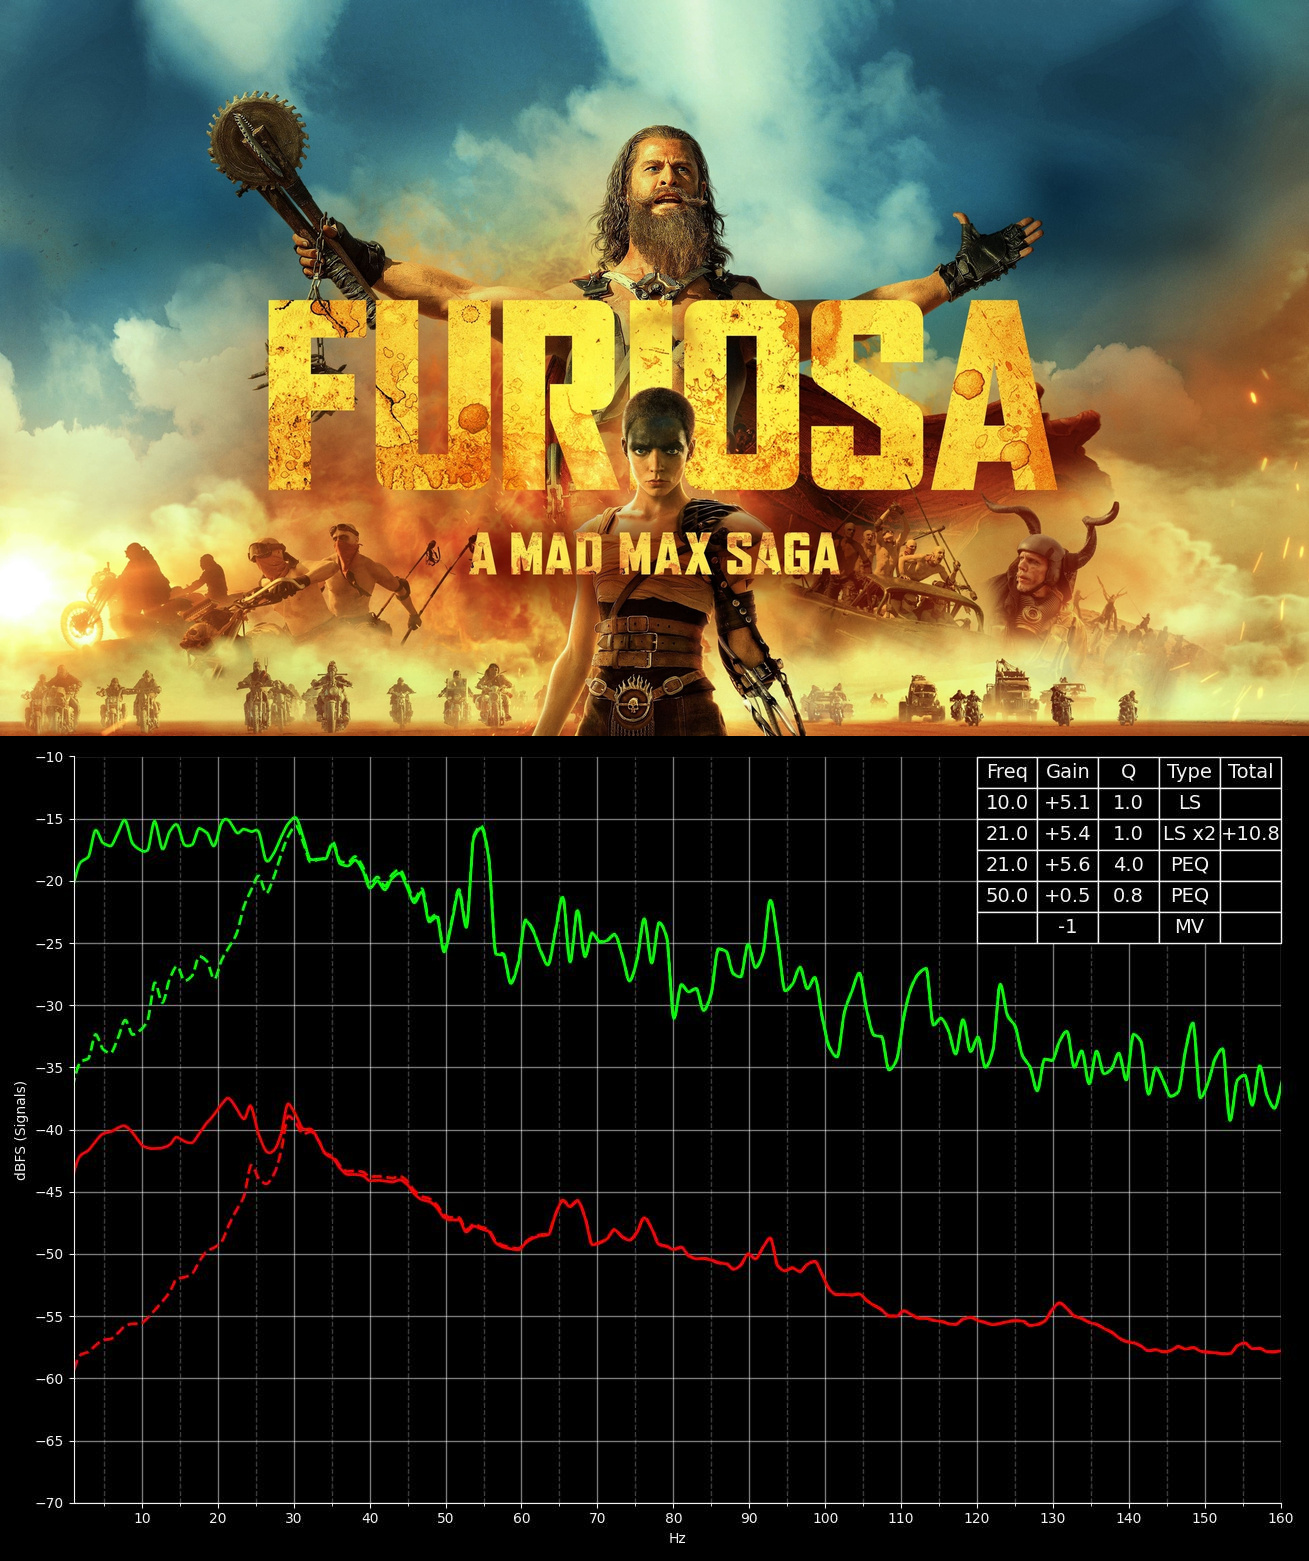 FURIOSA
A MAD MAX SAGA
Freq Gain Q Type Total
10.0 +5.1 1.0 LS
21.0 +5.4 1.0 LS x2 +10.8
21.0 +5.6 4.0 PEQ
50.0 +0.5 0.8 PEQ
-1 MV
−10
−15
−20
−25
−30
−35
−40
−45
−50
−55
−60
−65
−70
dBFS (Signals)
10 20 30 40 50 60 70 80 90 100 110 120 130 140 150 160
Hz